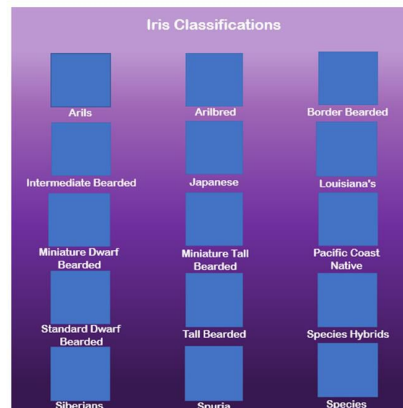 Iris Classifications
Arils
Arilbred
Border Bearded
Intermediate Bearded
Japanese
Louisiana's
Miniature Dwarf
Bearded
Miniature Tall
Bearded
Pacific Coast
Native
Standard Dwarf
Bearded
Tall Bearded
Species Hybrids
Siberians
Spuria
Species